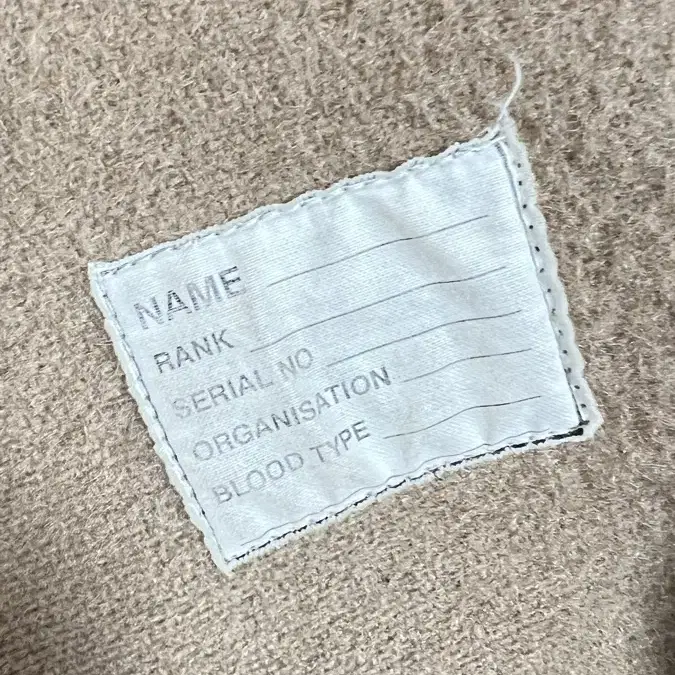 NAME
RANK
SERIAL NO
ORGANISATION
BLOOD TYPE